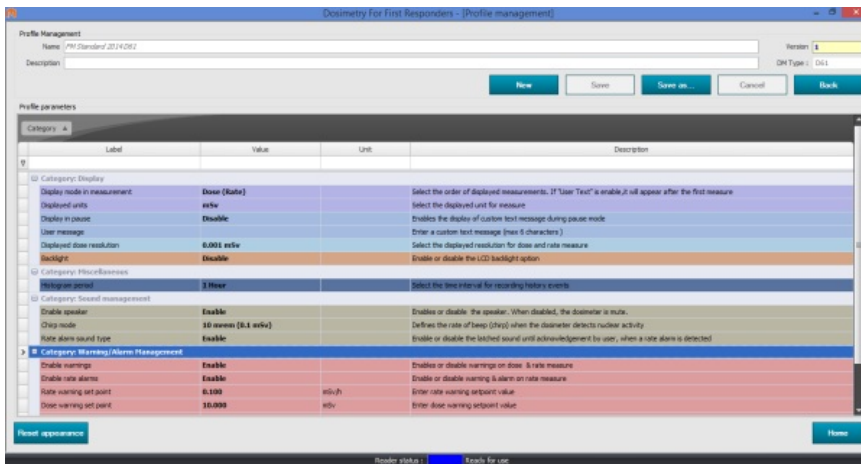 Dosimetry For First Responders - [Profile management]
Profile Management
Name PM Standard 2014.D61 Version 1
Description DM Type : D61
New Save Save as... Cancel Back
Profile parameters
Category
Label Value Unit Description
Category: Display
Display mode in measurement Dose (Rate) Select the order of displayed measurements. If "User Text" is enable,it will appear after the first measure
Displayed units mSv Select the displayed unit for measure
Display in pause Disable Enables the display of custom text message during pause mode
User message Enter a custom text message (max 6 characters )
Displayed dose resolution 0.001 mSv Select the displayed resolution for dose and rate measure
Backlight Disable Enable or disable the LCD backlight option
Category: Miscellaneous
Histogram period 1 Hour Select the time interval for recording history events
Category: Sound management
Enable speaker Enable Enables or disable the speaker. When disabled, the dosimeter is mute.
Chirp mode 10 mrem (0.1 mSv) Defines the rate of beep (chirp) when the dosimeter detects nuclear activity
Rate alarm sound type Enable Enable or disable the latched sound until acknowledgement by user, when a rate alarm is detected
Category: Warning/Alarm Management
Enable warnings Enable Enables or disable warnings on dose & rate measure
Enable rate alarms Enable Enable or disable warning & alarm on rate measure
Rate warning set point 0.100 mSv/h Enter rate warning setpoint value
Dose warning set point 10.000 mSv Enter dose warning setpoint value
Reset appearance Home
Reader status : Ready for use